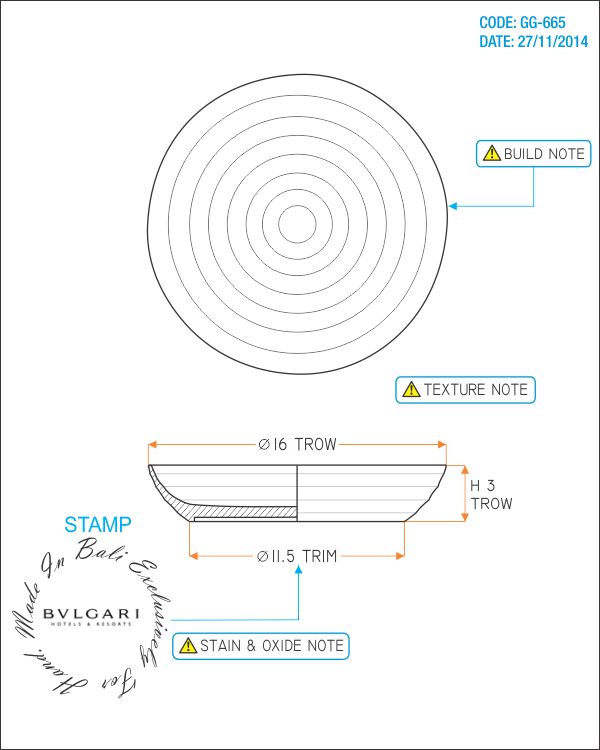 CODE: GG-665
DATE: 27/11/2014
BUILD NOTE
TEXTURE NOTE
Ø16 TROW
H 3
TROW
Ø11.5 TRIM
STAMP
Made In Bali Exclusively For
Hand.
BVLGARI
HOTELS & RESORTS
STAIN & OXIDE NOTE